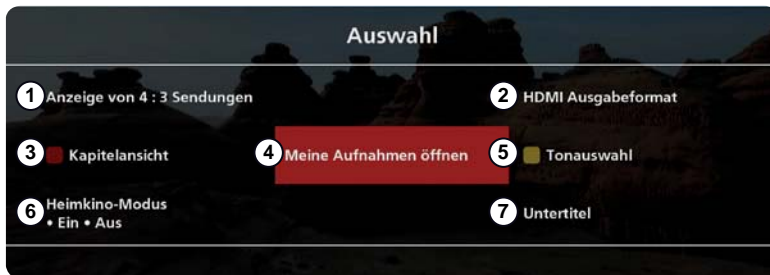 Auswahl
1 Anzeige von 4 : 3 Sendungen
2 HDMI Ausgabeformat
3 Kapitelansicht
4 Meine Aufnahmen öffnen
5 Tonauswahl
6 Heimkino-Modus
• Ein • Aus
7 Untertitel